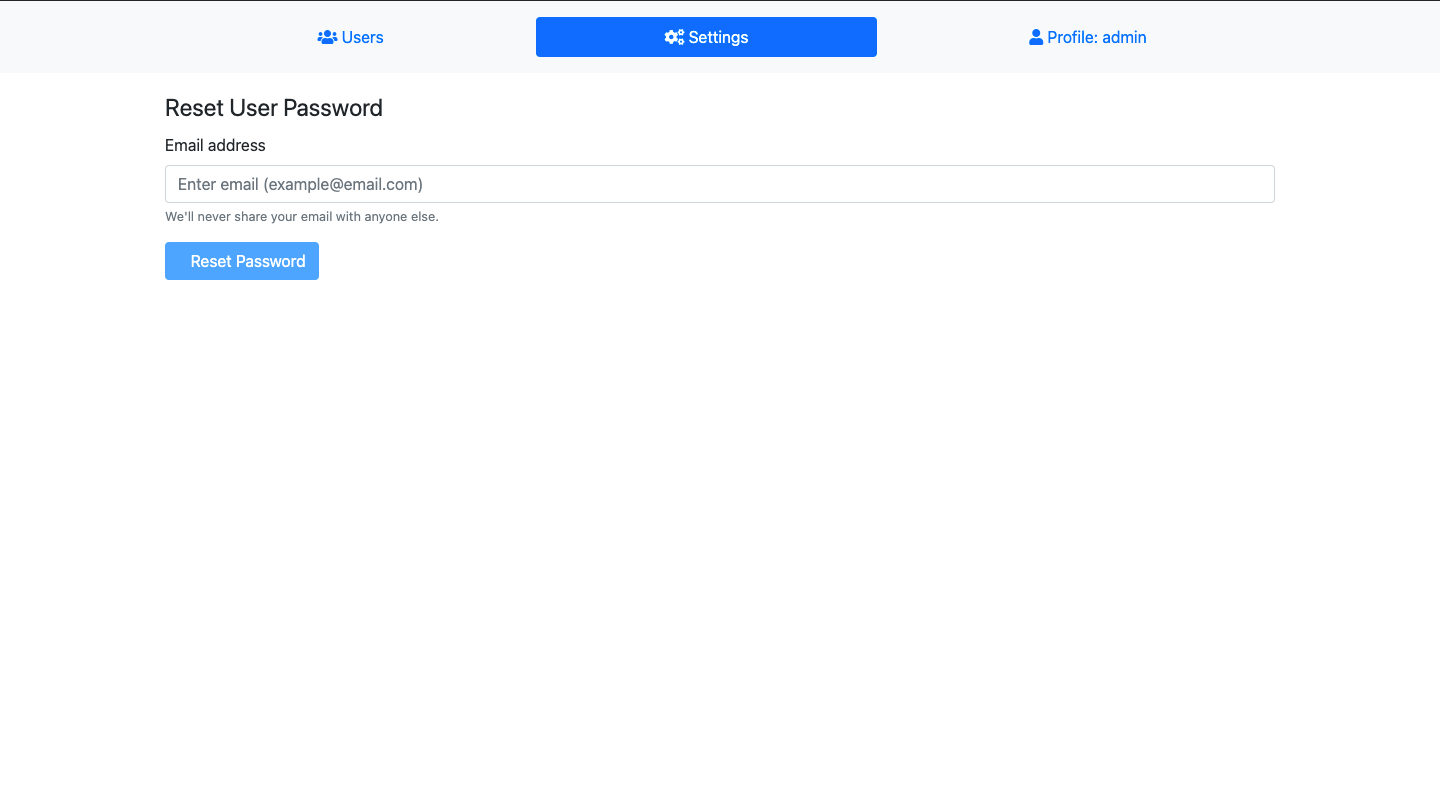 Users
Settings
Profile: admin
Reset User Password
Email address
Enter email (example@email.com)
We'll never share your email with anyone else.
Reset Password